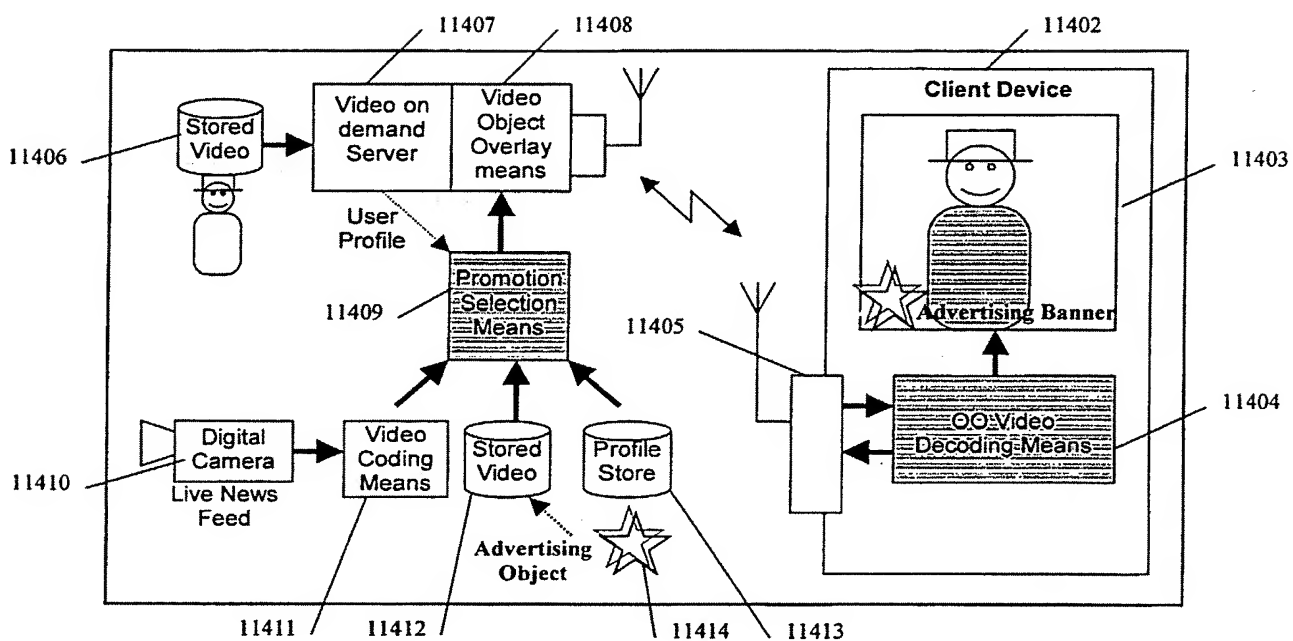 11407
11408
11402
Client Device
Video on
demand
Server
Video
Object
Overlay
means
Stored
Video
11406
11403
User
Profile
Promotion
Selection
Means
11409
Advertising Banner
11405
OO Video
Decoding Means
11404
Digital
Camera
Video
Coding
Means
Stored
Video
Profile
Store
11410
Live News
Feed
Advertising
Object
11411
11412
11414
11413